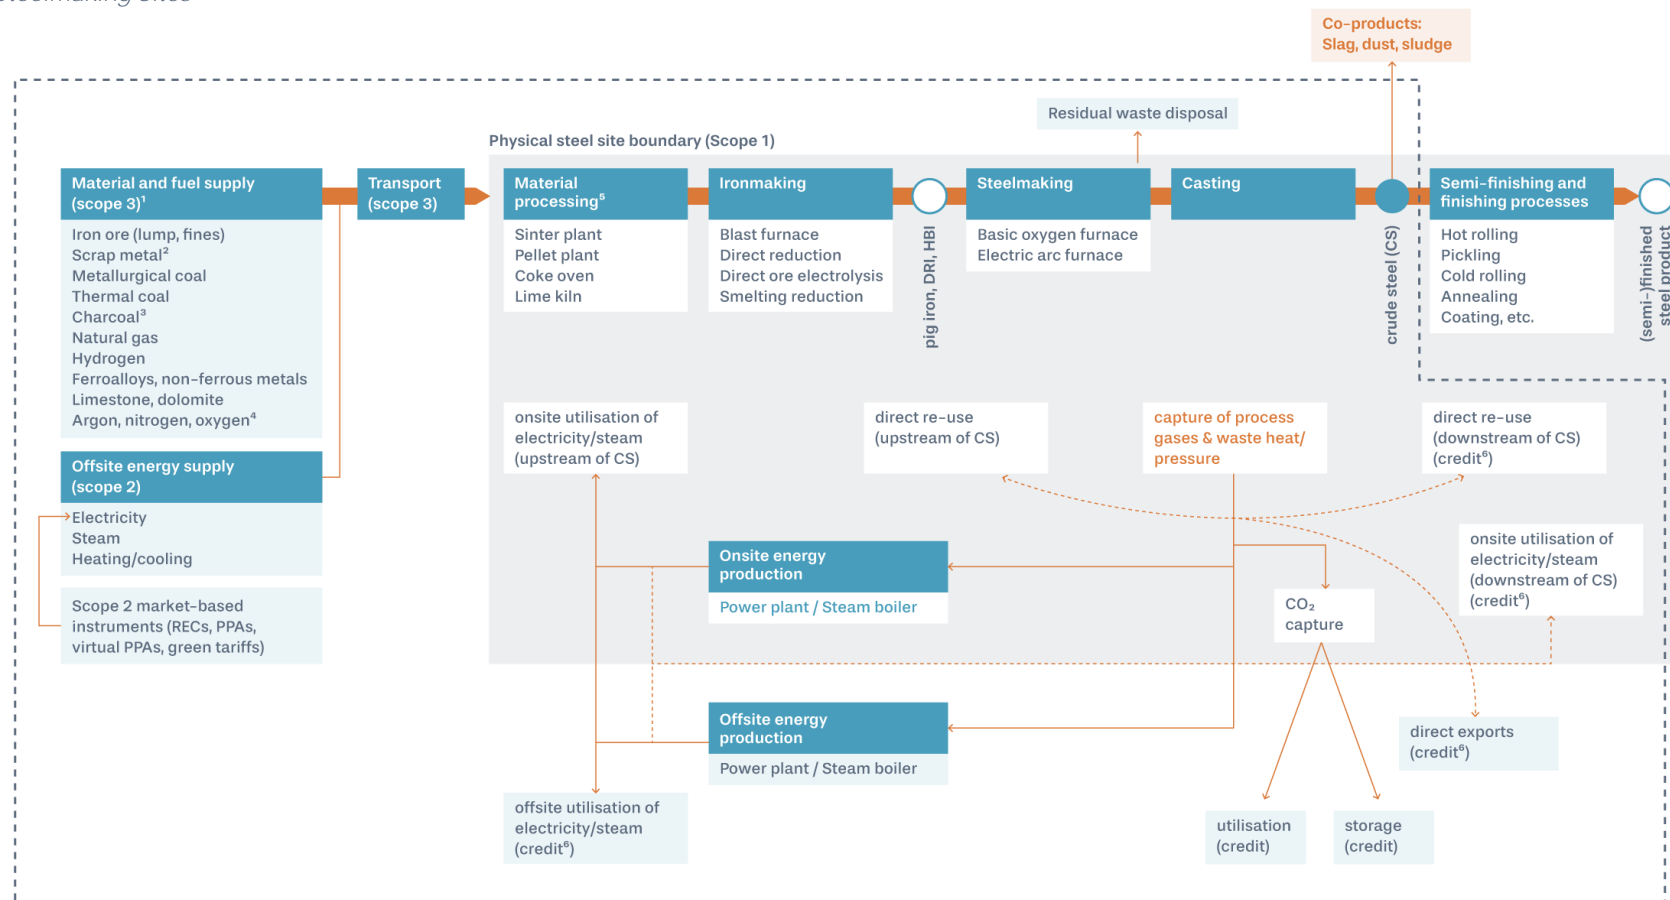 Steelmaking Sites
Co-products:
Slag, dust, sludge
Residual waste disposal
Physical steel site boundary (Scope 1)
Material and fuel supply
(scope 3)¹
Iron ore (lump, fines)
Scrap metal²
Metallurgical coal
Thermal coal
Charcoal³
Natural gas
Hydrogen
Ferroalloys, non-ferrous metals
Limestone, dolomite
Argon, nitrogen, oxygen⁴
Transport
(scope 3)
Material
processing⁵
Sinter plant
Pellet plant
Coke oven
Lime kiln
Ironmaking
Blast furnace
Direct reduction
Direct ore electrolysis
Smelting reduction
pig iron, DRI, HBI
Steelmaking
Basic oxygen furnace
Electric arc furnace
Casting
crude steel (CS)
Semi-finishing and
finishing processes
Hot rolling
Pickling
Cold rolling
Annealing
Coating, etc.
(semi-)finished
steel product
Offsite energy supply
(scope 2)
Electricity
Steam
Heating/cooling
Scope 2 market-based
instruments (RECs, PPAs,
virtual PPAs, green tariffs)
onsite utilisation of
electricity/steam
(upstream of CS)
direct re-use
(upstream of CS)
capture of process
gases & waste heat/
pressure
direct re-use
(downstream of CS)
(credit⁶)
Onsite energy
production
Power plant / Steam boiler
onsite utilisation of
electricity/steam
(downstream of CS)
(credit⁶)
CO₂
capture
Offsite energy
production
Power plant / Steam boiler
direct exports
(credit⁶)
offsite utilisation of
electricity/steam
(credit⁶)
utilisation
(credit)
storage
(credit)